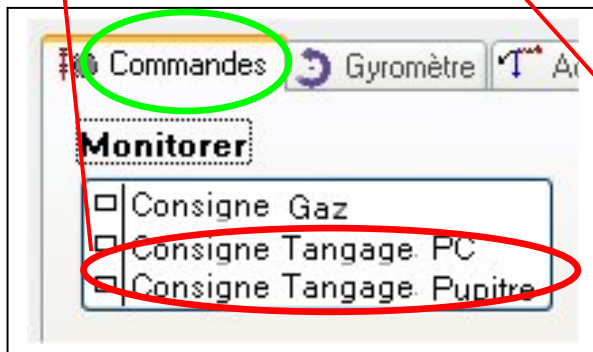 Commandes Gyromètre
Monitorer
Consigne Gaz
Consigne Tangage PC
Consigne Tangage Pupitre